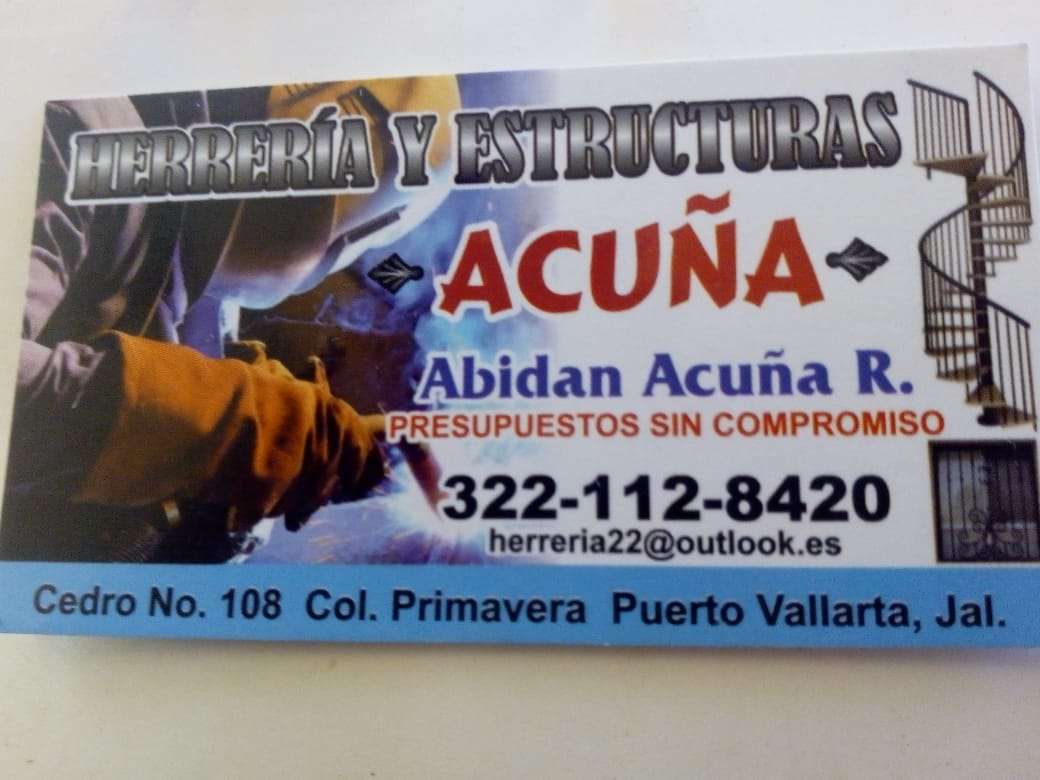 HERRERÍA Y ESTRUCTURAS
ACUÑA
Abidan Acuña R.
PRESUPUESTOS SIN COMPROMISO
322-112-8420
herreria22@outlook.es
Cedro No. 108 Col. Primavera Puerto Vallarta, Jal.